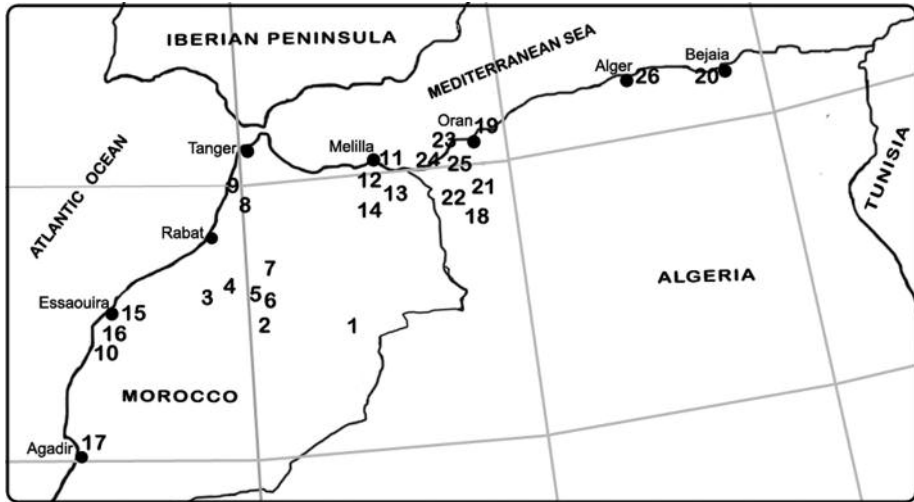 IBERIAN PENINSULA
MEDITERRANEAN SEA
Alger
26
Bejaia
20
Oran
19
23
Tanger
Melilla
11
24
25
ATLANTIC OCEAN
9
12
13
22
21
8
14
18
TUNISIA
Rabat
7
4
ALGERIA
3
5
6
Essaouira
15
16
2
1
10
MOROCCO
Agadir
17